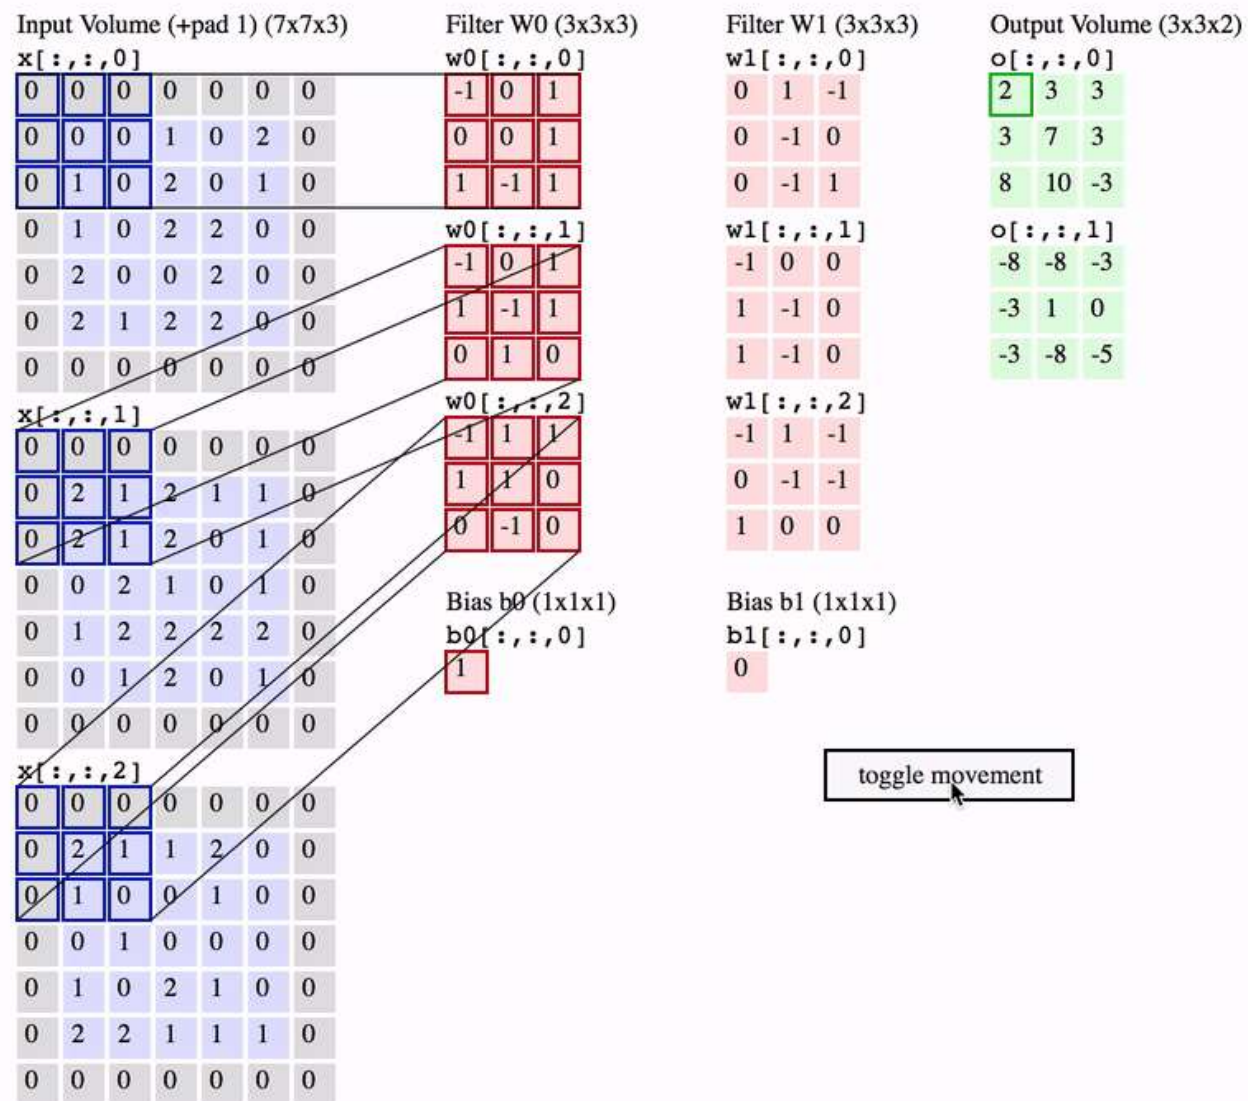 Input Volume (+pad 1) (7x7x3)
x[:,:,0]
0 0 0 0 0 0 0
0 0 0 1 0 2 0
0 1 0 2 0 1 0
0 1 0 2 2 0 0
0 2 0 0 2 0 0
0 2 1 2 2 0 0
0 0 0 0 0 0 0
x[:,:,1]
0 0 0 0 0 0 0
0 2 1 2 1 1 0
0 2 1 2 0 1 0
0 0 2 1 0 1 0
0 1 2 2 2 2 0
0 0 1 2 0 1 0
0 0 0 0 0 0 0
x[:,:,2]
0 0 0 0 0 0 0
0 2 1 1 2 0 0
0 1 0 0 1 0 0
0 0 1 0 0 0 0
0 1 0 2 1 0 0
0 2 2 1 1 1 0
0 0 0 0 0 0 0
Filter W0 (3x3x3)
w0[:,:,0]
-1 0 1
0 0 1
1 -1 1
w0[:,:,1]
-1 0 1
1 -1 1
0 1 0
w0[:,:,2]
-1 1 1
1 1 0
0 -1 0
Bias b0 (1x1x1)
b0[:,:,0]
1
Filter W1 (3x3x3)
w1[:,:,0]
0 1 -1
0 -1 0
0 -1 1
w1[:,:,1]
-1 0 0
1 -1 0
1 -1 0
w1[:,:,2]
-1 1 -1
0 -1 -1
1 0 0
Bias b1 (1x1x1)
b1[:,:,0]
0
Output Volume (3x3x2)
o[:,:,0]
2 3 3
3 7 3
8 10 -3
o[:,:,1]
-8 -8 -3
-3 1 0
-3 -8 -5
toggle movement